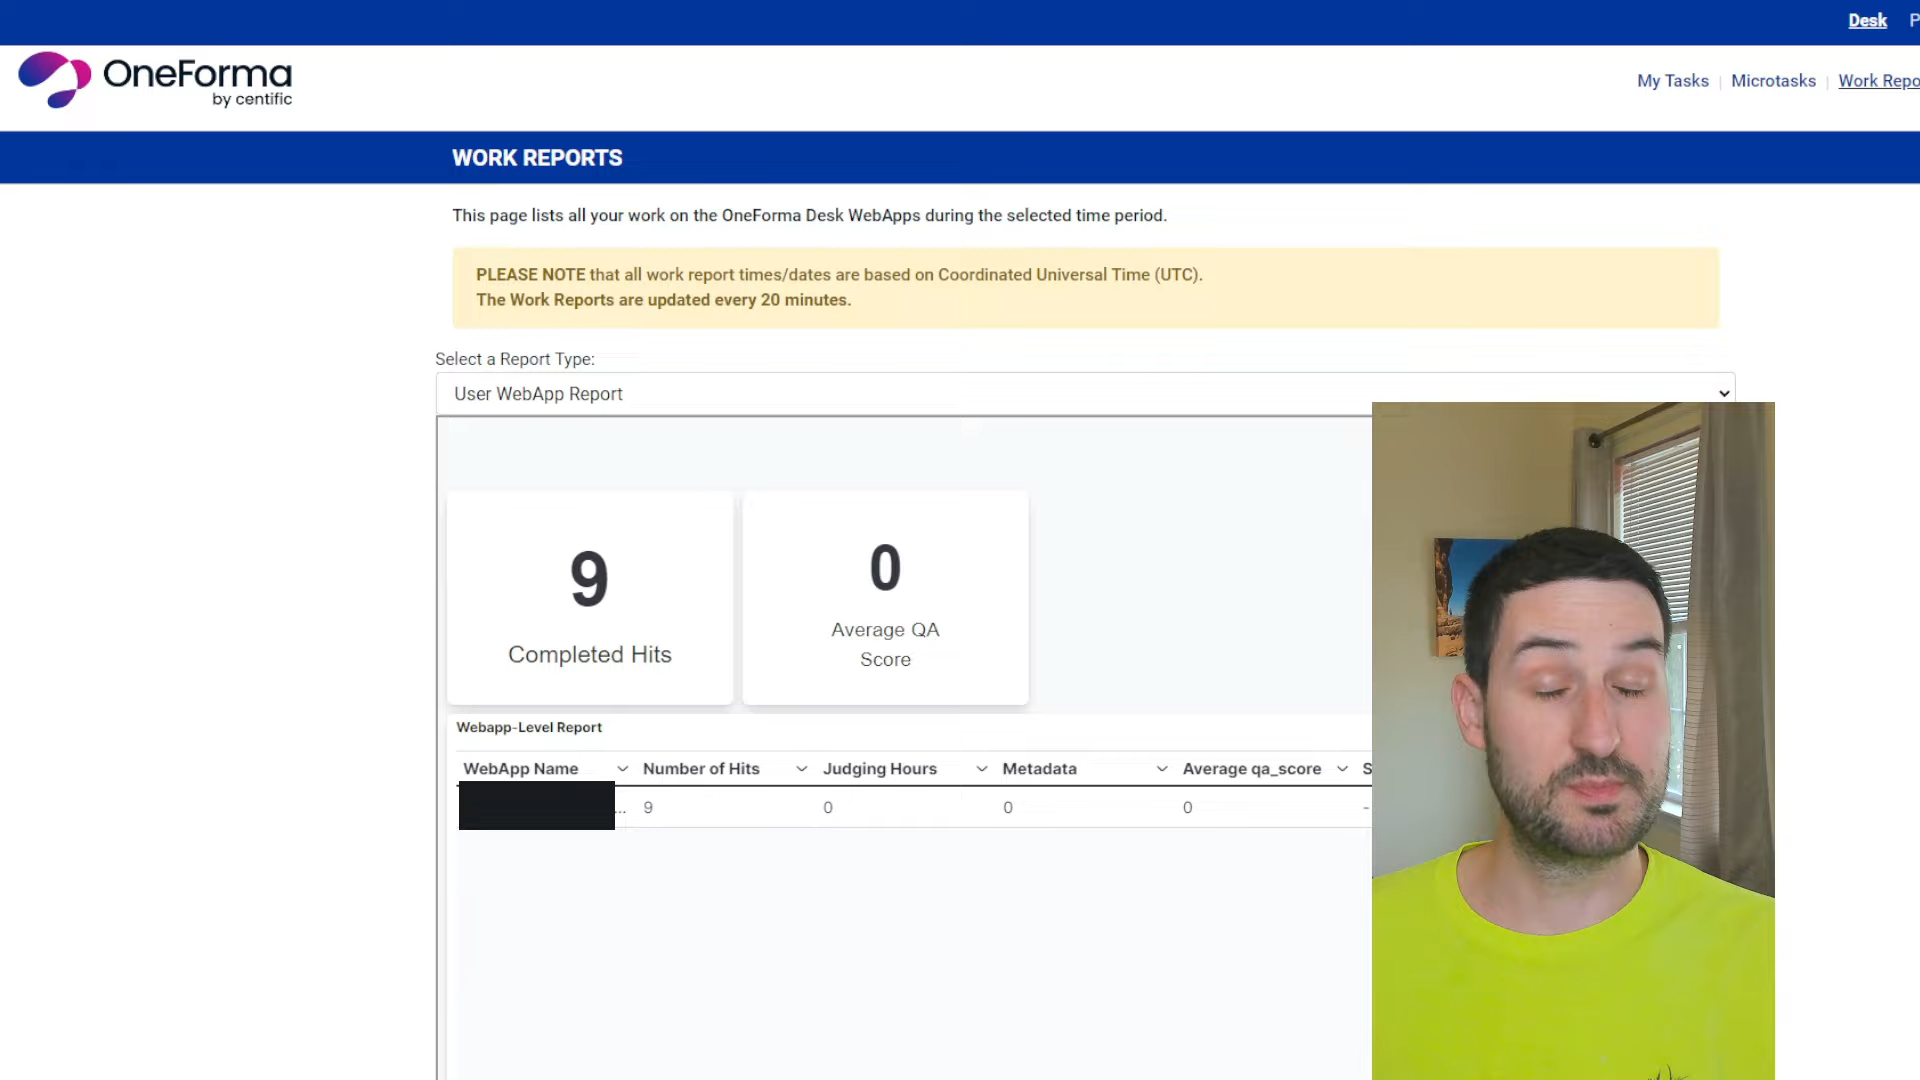 Desk
OneForma
by centific
My Tasks | Microtasks | Work Repo
WORK REPORTS
This page lists all your work on the OneForma Desk WebApps during the selected time period.
PLEASE NOTE that all work report times/dates are based on Coordinated Universal Time (UTC).
The Work Reports are updated every 20 minutes.
Select a Report Type:
User WebApp Report
9
Completed Hits
0
Average QA
Score
Webapp-Level Report
WebApp Name Number of Hits Judging Hours Metadata Average qa_score S
... 9 0 0 0 -